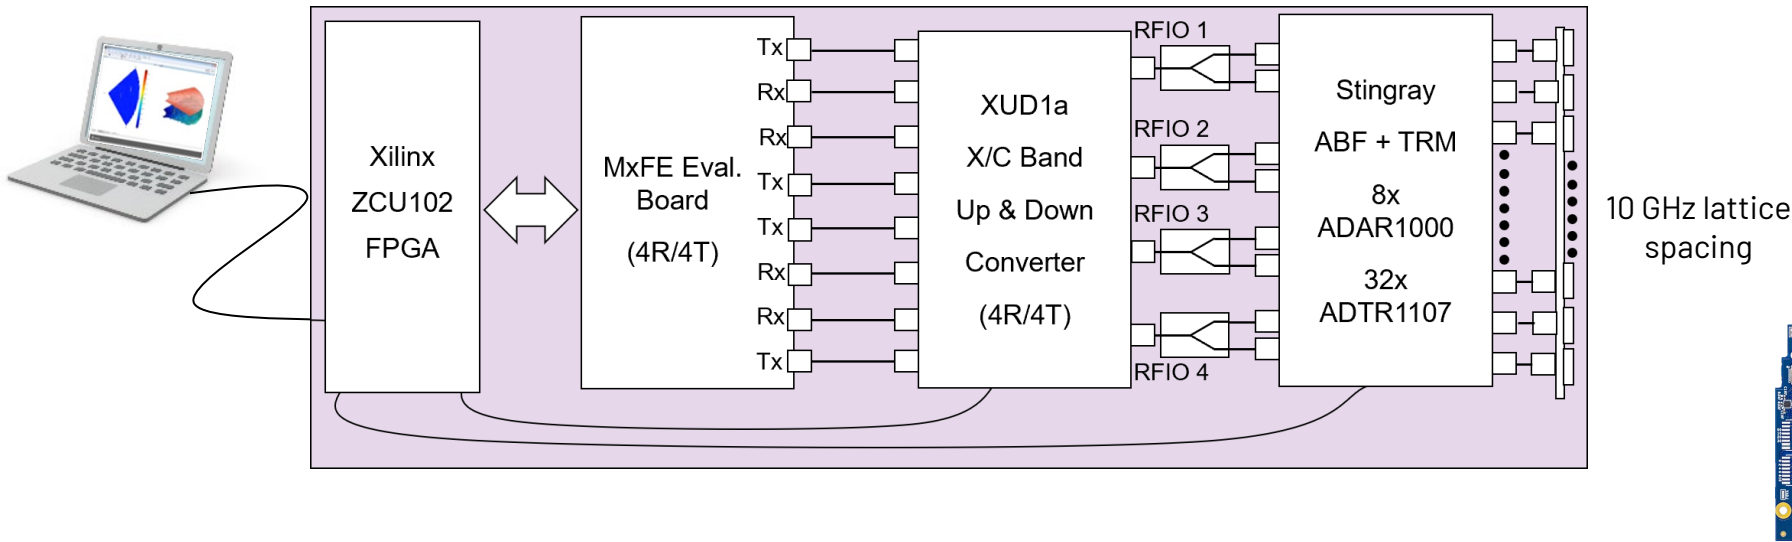 Xilinx
ZCU102
FPGA
MxFE Eval.
Board
(4R/4T)
Tx
Rx
Rx
Tx
Tx
Rx
Rx
Tx
XUD1a
X/C Band
Up & Down
Converter
(4R/4T)
RFIO 1
RFIO 2
RFIO 3
RFIO 4
Stingray
ABF + TRM
8x
ADAR1000
32x
ADTR1107
10 GHz lattice
spacing